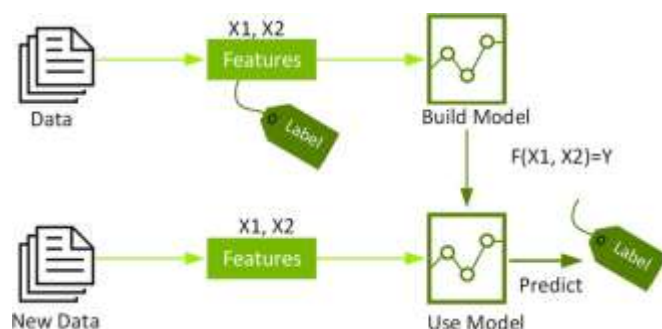 X1, X2
Features
Label
Data
Build Model
F(X1, X2)=Y
X1, X2
Features
Label
Predict
New Data
Use Model